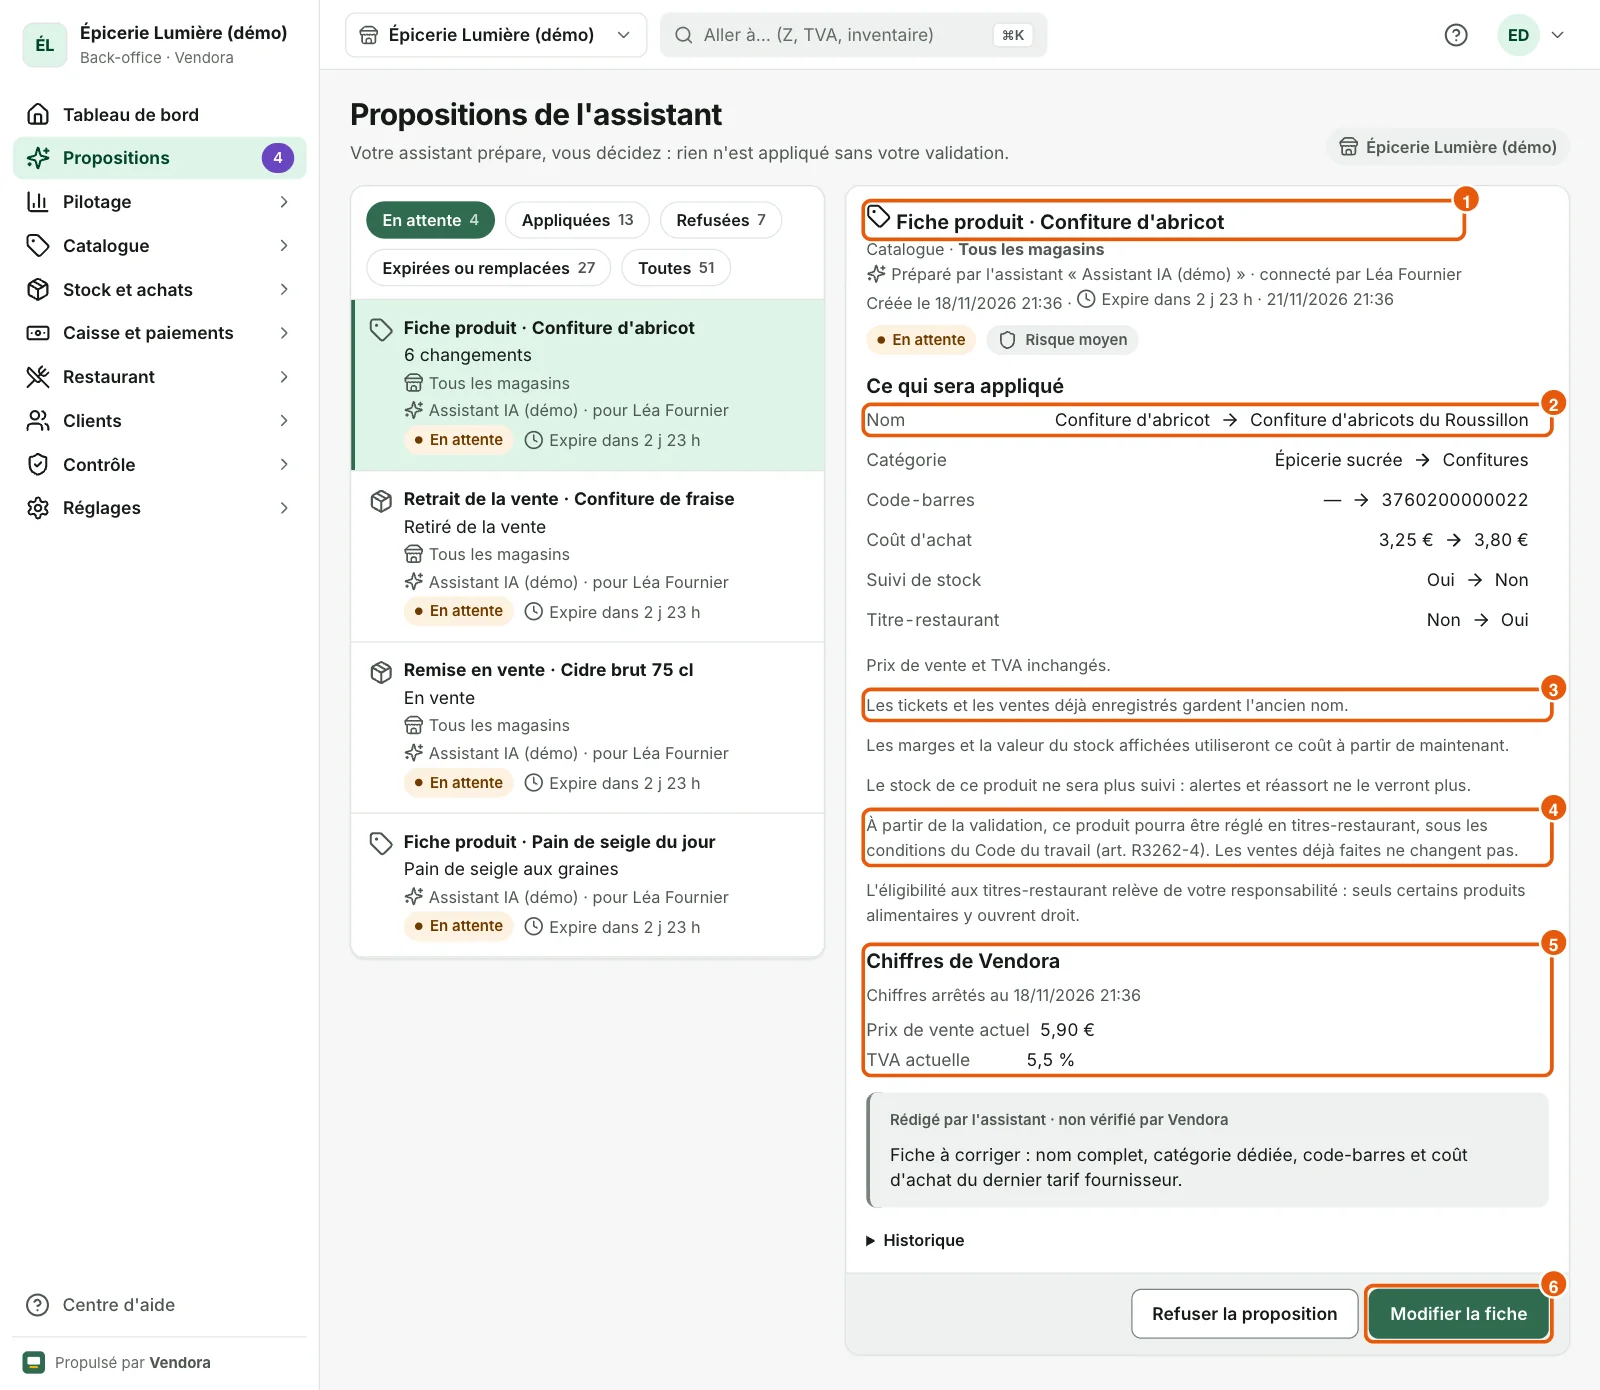 ÉL
Épicerie Lumière (démo)
Back-office · Vendora
Tableau de bord
Propositions
4
Pilotage
Catalogue
Stock et achats
Caisse et paiements
Restaurant
Clients
Contrôle
Réglages
Centre d'aide
Propulsé par Vendora
Épicerie Lumière (démo)
Aller à... (Z, TVA, inventaire)
⌘K
ED
Propositions de l'assistant
Votre assistant prépare, vous décidez : rien n'est appliqué sans votre validation.
Épicerie Lumière (démo)
En attente 4
Appliquées 13
Refusées 7
Expirées ou remplacées 27
Toutes 51
Fiche produit · Confiture d'abricot
6 changements
Tous les magasins
Assistant IA (démo) · pour Léa Fournier
En attente
Expire dans 2 j 23 h
Retrait de la vente · Confiture de fraise
Retiré de la vente
Tous les magasins
Assistant IA (démo) · pour Léa Fournier
En attente
Expire dans 2 j 23 h
Remise en vente · Cidre brut 75 cl
En vente
Tous les magasins
Assistant IA (démo) · pour Léa Fournier
En attente
Expire dans 2 j 23 h
Fiche produit · Pain de seigle du jour
Pain de seigle aux graines
Assistant IA (démo) · pour Léa Fournier
En attente
Expire dans 2 j 23 h
1
Fiche produit · Confiture d'abricot
Catalogue · Tous les magasins
Préparé par l'assistant « Assistant IA (démo) » · connecté par Léa Fournier
Créée le 18/11/2026 21:36 · Expire dans 2 j 23 h · 21/11/2026 21:36
En attente
Risque moyen
Ce qui sera appliqué
2
Nom Confiture d'abricot → Confiture d'abricots du Roussillon
Catégorie Épicerie sucrée → Confitures
Code-barres — → 3760200000022
Coût d'achat 3,25 € → 3,80 €
Suivi de stock Oui → Non
Titre-restaurant Non → Oui
Prix de vente et TVA inchangés.
3
Les tickets et les ventes déjà enregistrés gardent l'ancien nom.
Les marges et la valeur du stock affichées utiliseront ce coût à partir de maintenant.
Le stock de ce produit ne sera plus suivi : alertes et réassort ne le verront plus.
4
À partir de la validation, ce produit pourra être réglé en titres-restaurant, sous les
conditions du Code du travail (art. R3262-4). Les ventes déjà faites ne changent pas.
L'éligibilité aux titres-restaurant relève de votre responsabilité : seuls certains produits
alimentaires y ouvrent droit.
5
Chiffres de Vendora
Chiffres arrêtés au 18/11/2026 21:36
Prix de vente actuel 5,90 €
TVA actuelle 5,5 %
Rédigé par l'assistant · non vérifié par Vendora
Fiche à corriger : nom complet, catégorie dédiée, code-barres et coût
d'achat du dernier tarif fournisseur.
Historique
6
Refuser la proposition
Modifier la fiche